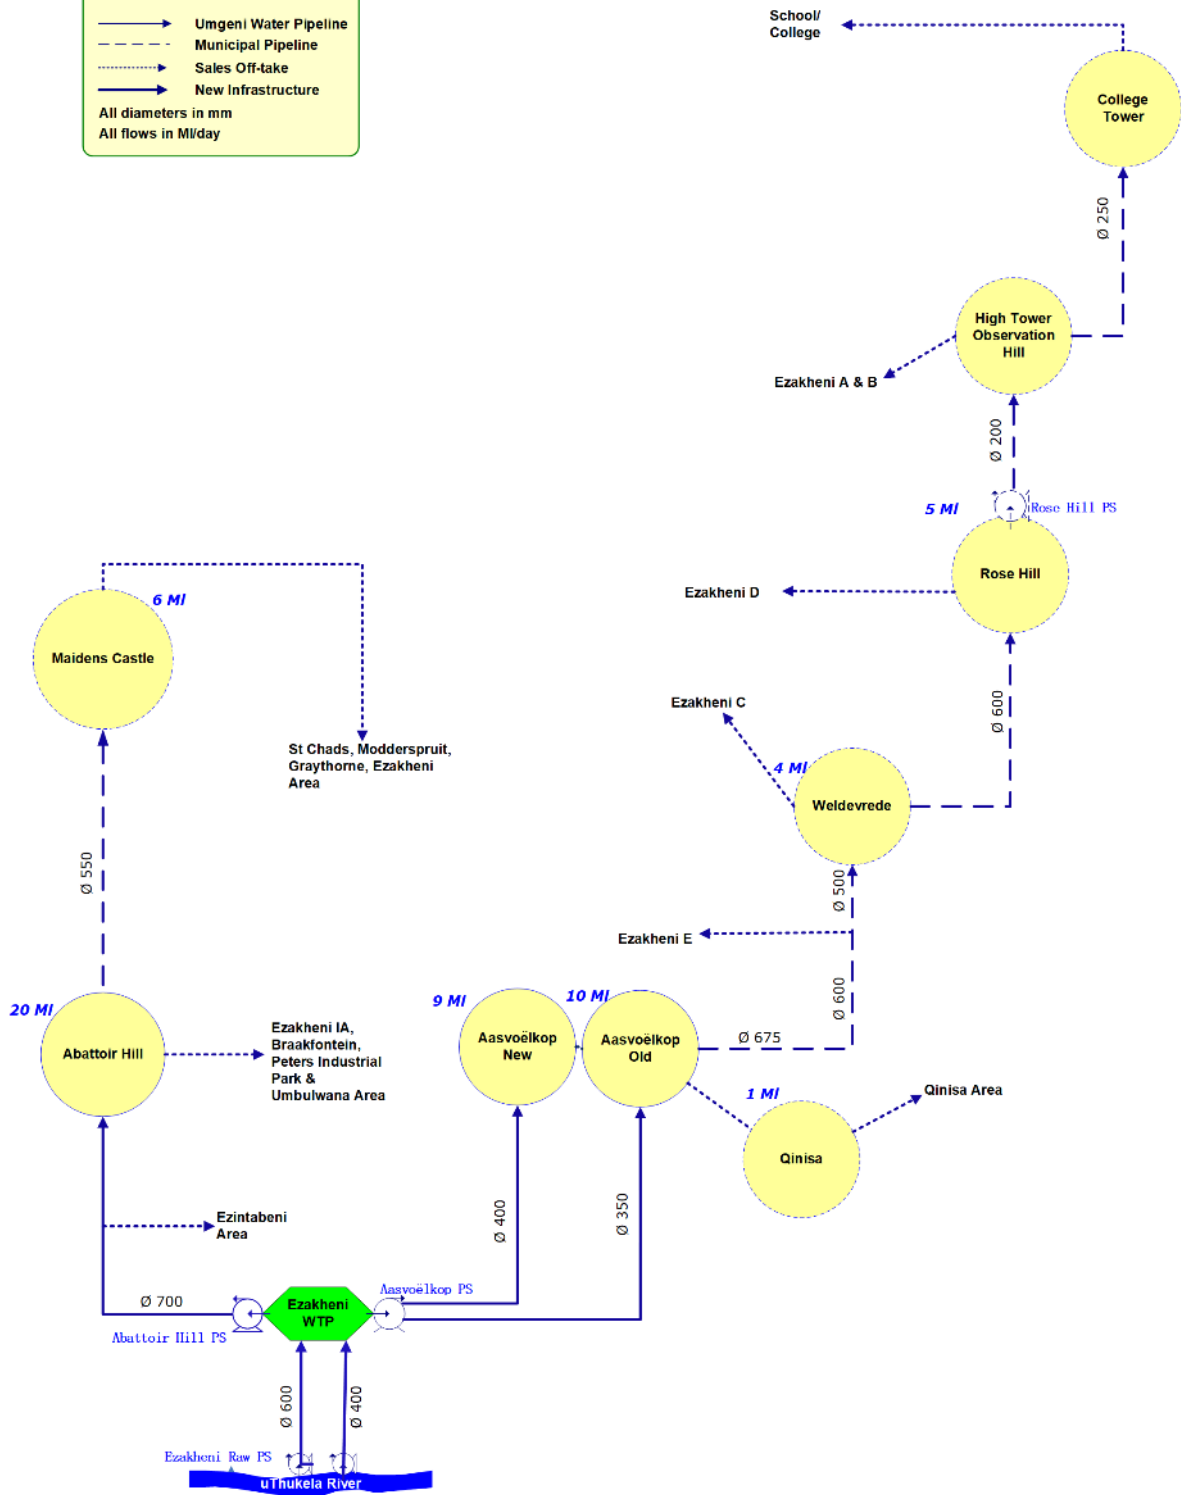 Umgeni Water Pipeline
Municipal Pipeline
Sales Off-take
New Infrastructure
All diameters in mm
All flows in Ml/day
School/
College
College
Tower
Ø 250
High Tower
Observation
Hill
Ezakheni A & B
Ø 200
5 Ml
Rose Hill PS
Rose Hill
Ezakheni D
6 Ml
Maidens Castle
Ø 600
Ezakheni C
St Chads, Modderspruit,
Graythorne, Ezakheni
Area
4 Ml
Weldevrede
Ø 550
Ø 500
Ezakheni E
Ø 600
20 Ml
Abattoir Hill
Ezakheni IA,
Braakfontein,
Peters Industrial
Park &
Umbulwana Area
9 Ml
10 Ml
Aasvoëlkop
New
Aasvoëlkop
Old
Ø 675
1 Ml
Qinisa Area
Qinisa
Ø 400
Ø 350
Ezintabeni
Area
Ø 700
Abattoir Hill PS
Ezakheni
WTP
Aasvoëlkop PS
Ø 600
Ø 400
Ezakheni Raw PS
uThukela River